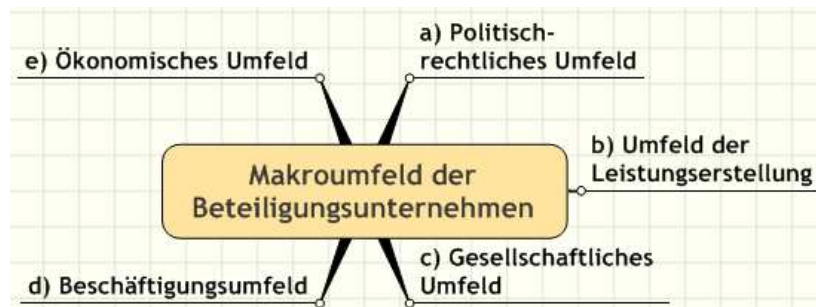 a) Politisch-
rechtliches Umfeld
e) Ökonomisches Umfeld
b) Umfeld der
Leistungserstellung
Makroumfeld der
Beteiligungsunternehmen
c) Gesellschaftliches
Umfeld
d) Beschäftigungsumfeld